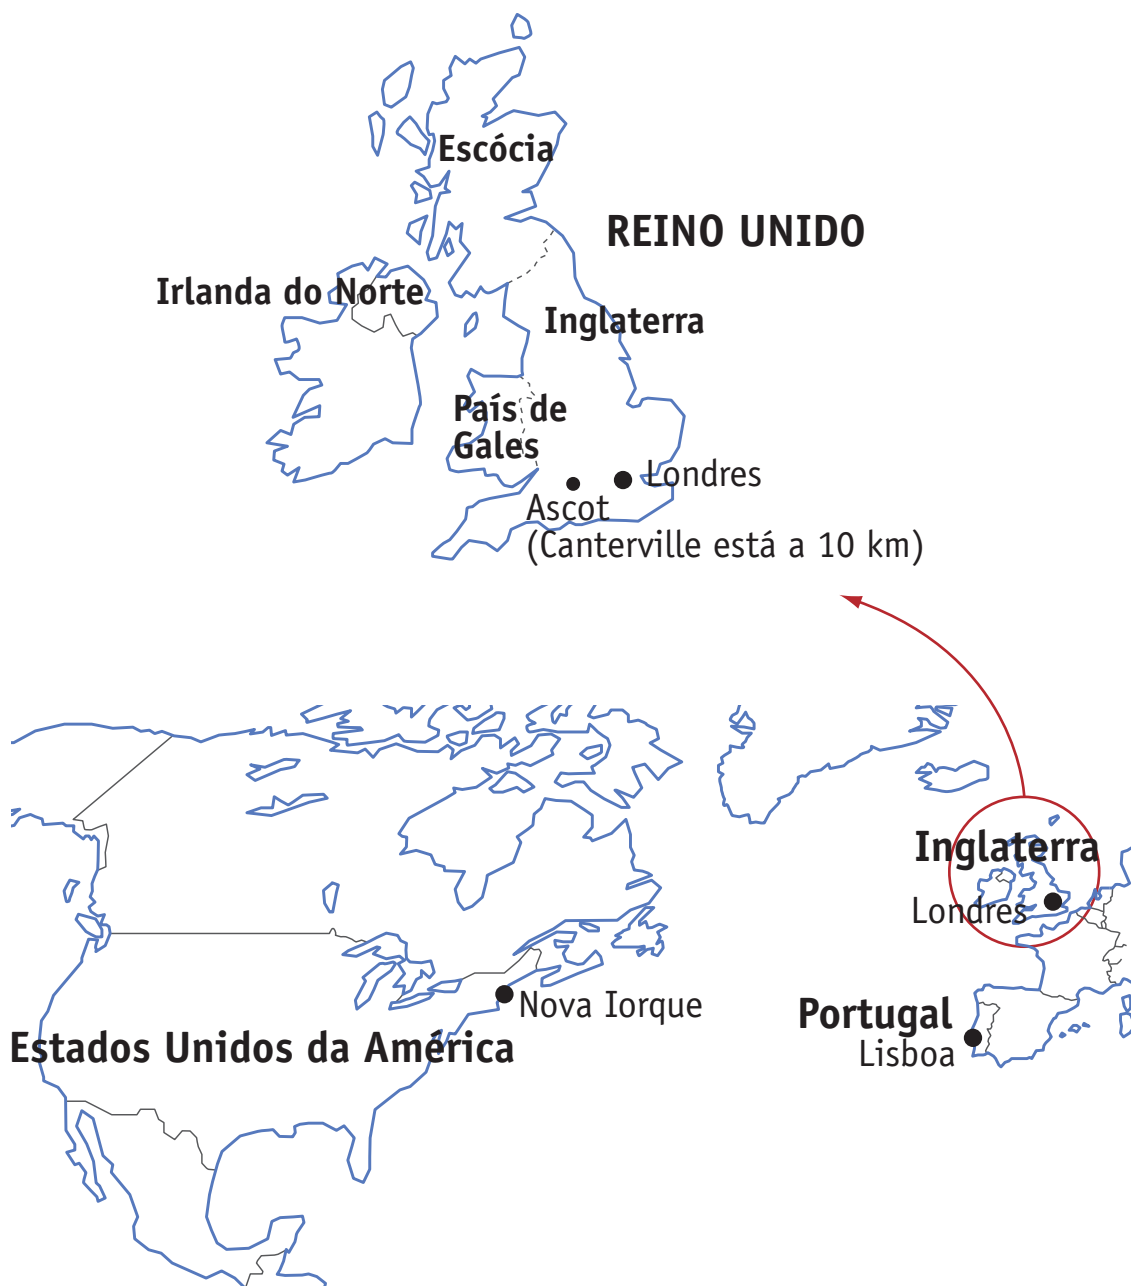 Escócia
REINO UNIDO
Irlanda do Norte
Inglaterra
País de
Gales
Londres
Ascot
(Canterville está a 10 km)
Inglaterra
Londres
Nova Iorque
Portugal
Lisboa
Estados Unidos da América